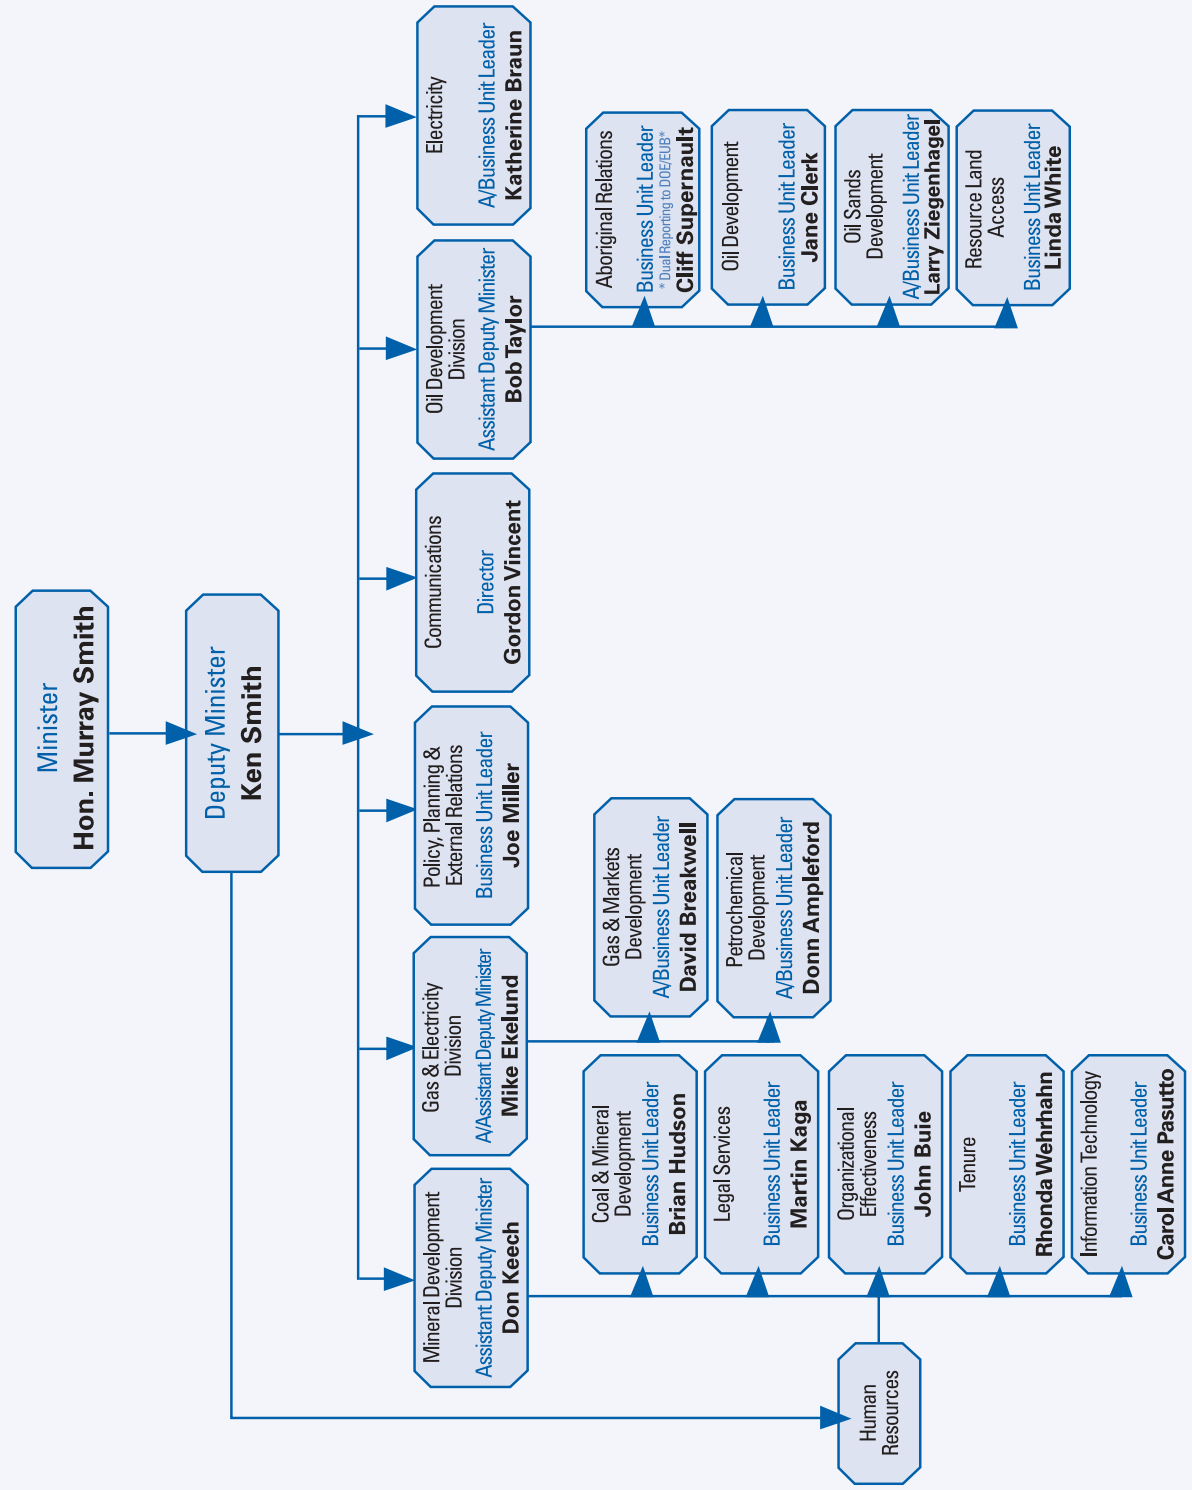 Minister
Hon. Murray Smith
Deputy Minister
Ken Smith
Mineral Development
Division
Assistant Deputy Minister
Don Keech
Gas & Electricity
Division
A/Assistant Deputy Minister
Mike Ekelund
Policy, Planning &
External Relations
Business Unit Leader
Joe Miller
Communications
Director
Gordon Vincent
Oil Development
Division
Assistant Deputy Minister
Bob Taylor
Electricity
A/Business Unit Leader
Katherine Braun
Human
Resources
Coal & Mineral
Development
Business Unit Leader
Brian Hudson
Legal Services
Business Unit Leader
Martin Kaga
Organizational
Effectiveness
Business Unit Leader
John Buie
Tenure
Business Unit Leader
Rhonda Wehrhahn
Information Technology
Business Unit Leader
Carol Anne Pasutto
Gas & Markets
Development
A/Business Unit Leader
David Breakwell
Petrochemical
Development
A/Business Unit Leader
Donn Ampleford
Aboriginal Relations
Business Unit Leader
* Dual Reporting to DOE/EUB*
Cliff Supernault
Oil Development
Business Unit Leader
Jane Clerk
Oil Sands
Development
A/Business Unit Leader
Larry Ziegenhagel
Resource Land
Access
Business Unit Leader
Linda White